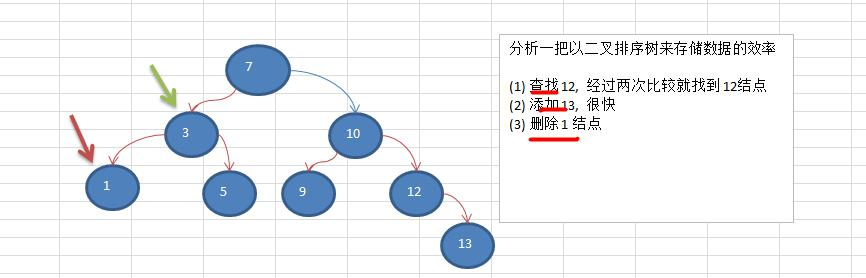 7
3
10
1
5
9
12
13
分析一把以二叉排序树来存储数据的效率
(1) 查找12, 经过两次比较就找到 12结点
(2) 添加13, 很快
(3) 删除1 结点